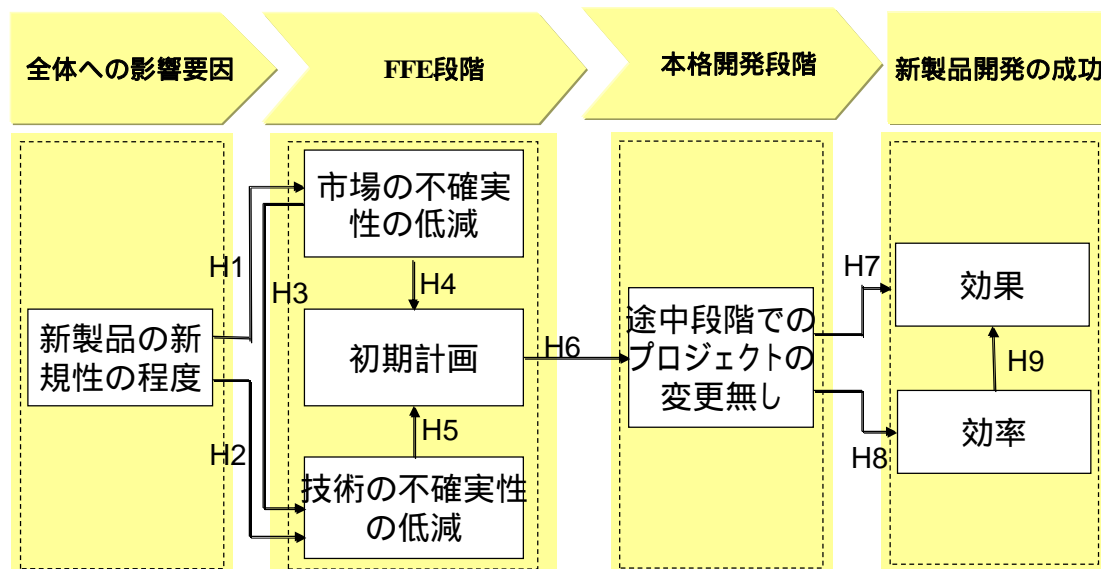 全体への影響要因
FFE段階
本格開発段階
新製品開発の成功
市場の不確実
性の低減
H1
H3
H4
H7
効果
新製品の新
規性の程度
初期計画
H6
途中段階での
プロジェクトの
変更無し
H9
H2
H5
H8
効率
技術の不確実性
の低減